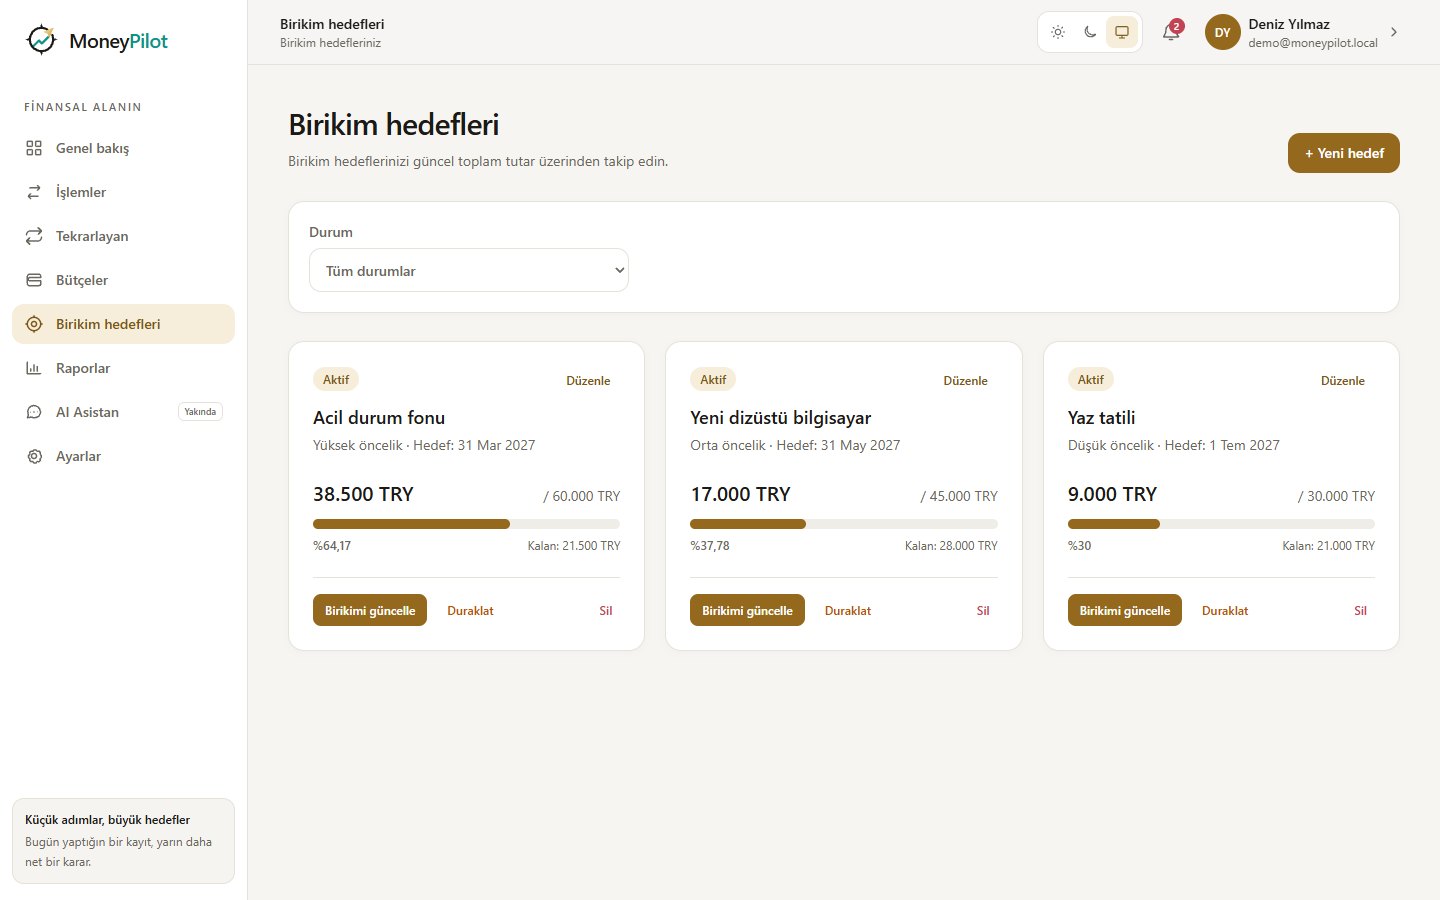 MoneyPilot
FİNANSAL ALANIN
Genel bakış
İşlemler
Tekrarlayan
Bütçeler
Birikim hedefleri
Raporlar
AI Asistan
Yakında
Ayarlar
Küçük adımlar, büyük hedefler
Bugün yaptığın bir kayıt, yarın daha
net bir karar.
Birikim hedefleri
Birikim hedefleriniz
2
DY
Deniz Yılmaz
demo@moneypilot.local
Birikim hedefleri
Birikim hedeflerinizi güncel toplam tutar üzerinden takip edin.
+ Yeni hedef
Durum
Tüm durumlar
Aktif
Düzenle
Acil durum fonu
Yüksek öncelik · Hedef: 31 Mar 2027
38.500 TRY
/ 60.000 TRY
%64,17
Kalan: 21.500 TRY
Birikimi güncelle
Duraklat
Sil
Aktif
Düzenle
Yeni dizüstü bilgisayar
Orta öncelik · Hedef: 31 May 2027
17.000 TRY
/ 45.000 TRY
%37,78
Kalan: 28.000 TRY
Birikimi güncelle
Duraklat
Sil
Aktif
Düzenle
Yaz tatili
Düşük öncelik · Hedef: 1 Tem 2027
9.000 TRY
/ 30.000 TRY
%30
Kalan: 21.000 TRY
Birikimi güncelle
Duraklat
Sil